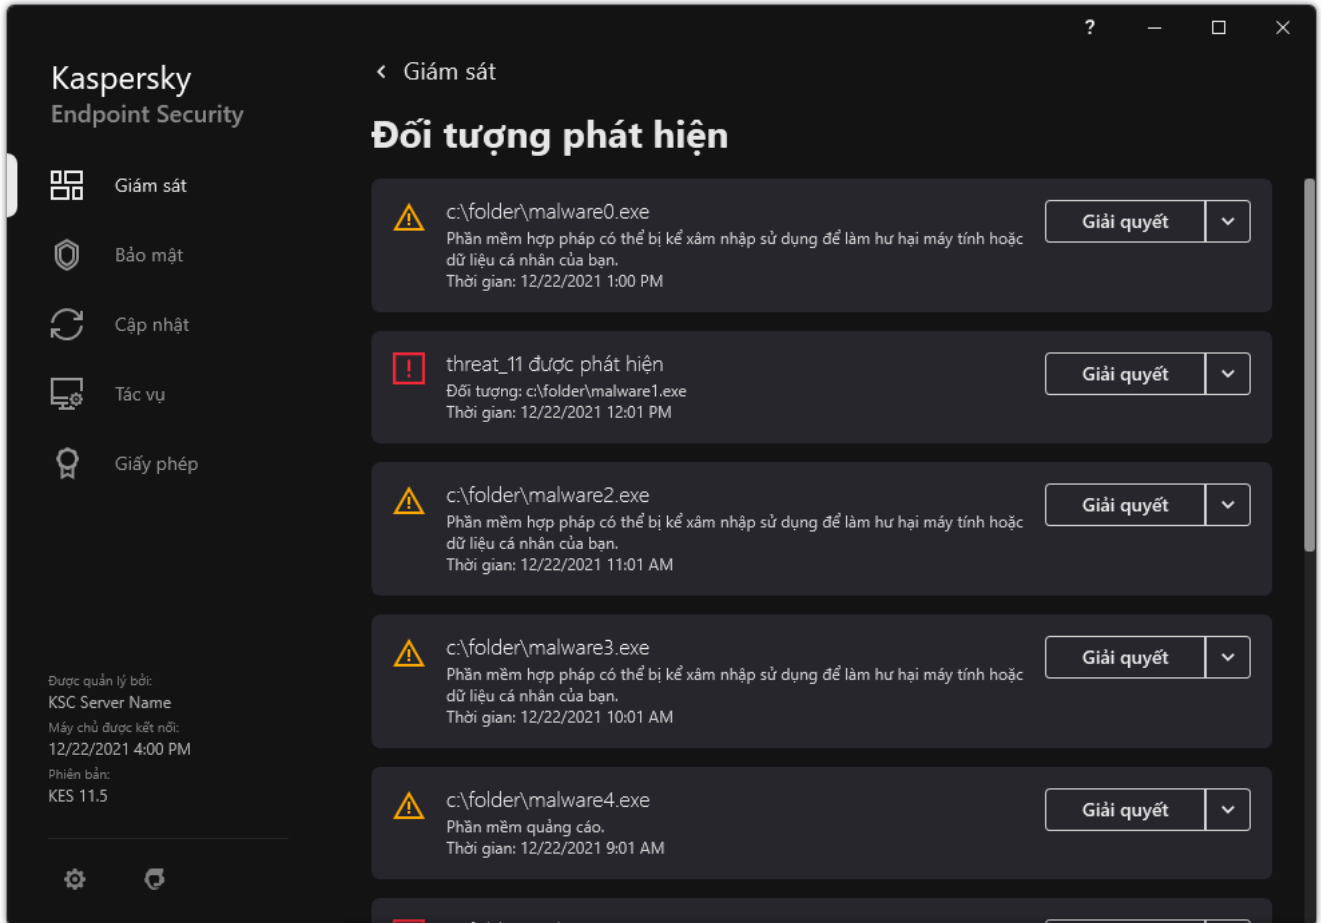 ?
Kaspersky
Endpoint Security
Giám sát
Bảo mật
Cập nhật
Tác vụ
Giấy phép
Được quản lý bởi:
KSC Server Name
Máy chủ được kết nối:
12/22/2021 4:00 PM
Phiên bản:
KES 11.5
Giám sát
Đối tượng phát hiện
c:\folder\malware0.exe
Phần mềm hợp pháp có thể bị kể xâm nhập sử dụng để làm hư hại máy tính hoặc
dữ liệu cá nhân của bạn.
Thời gian: 12/22/2021 1:00 PM
Giải quyết
threat_11 được phát hiện
Đối tượng: c:\folder\malware1.exe
Thời gian: 12/22/2021 12:01 PM
Giải quyết
c:\folder\malware2.exe
Phần mềm hợp pháp có thể bị kể xâm nhập sử dụng để làm hư hại máy tính hoặc
dữ liệu cá nhân của bạn.
Thời gian: 12/22/2021 11:01 AM
Giải quyết
c:\folder\malware3.exe
Phần mềm hợp pháp có thể bị kể xâm nhập sử dụng để làm hư hại máy tính hoặc
dữ liệu cá nhân của bạn.
Thời gian: 12/22/2021 10:01 AM
Giải quyết
c:\folder\malware4.exe
Phần mềm quảng cáo.
Thời gian: 12/22/2021 9:01 AM
Giải quyết